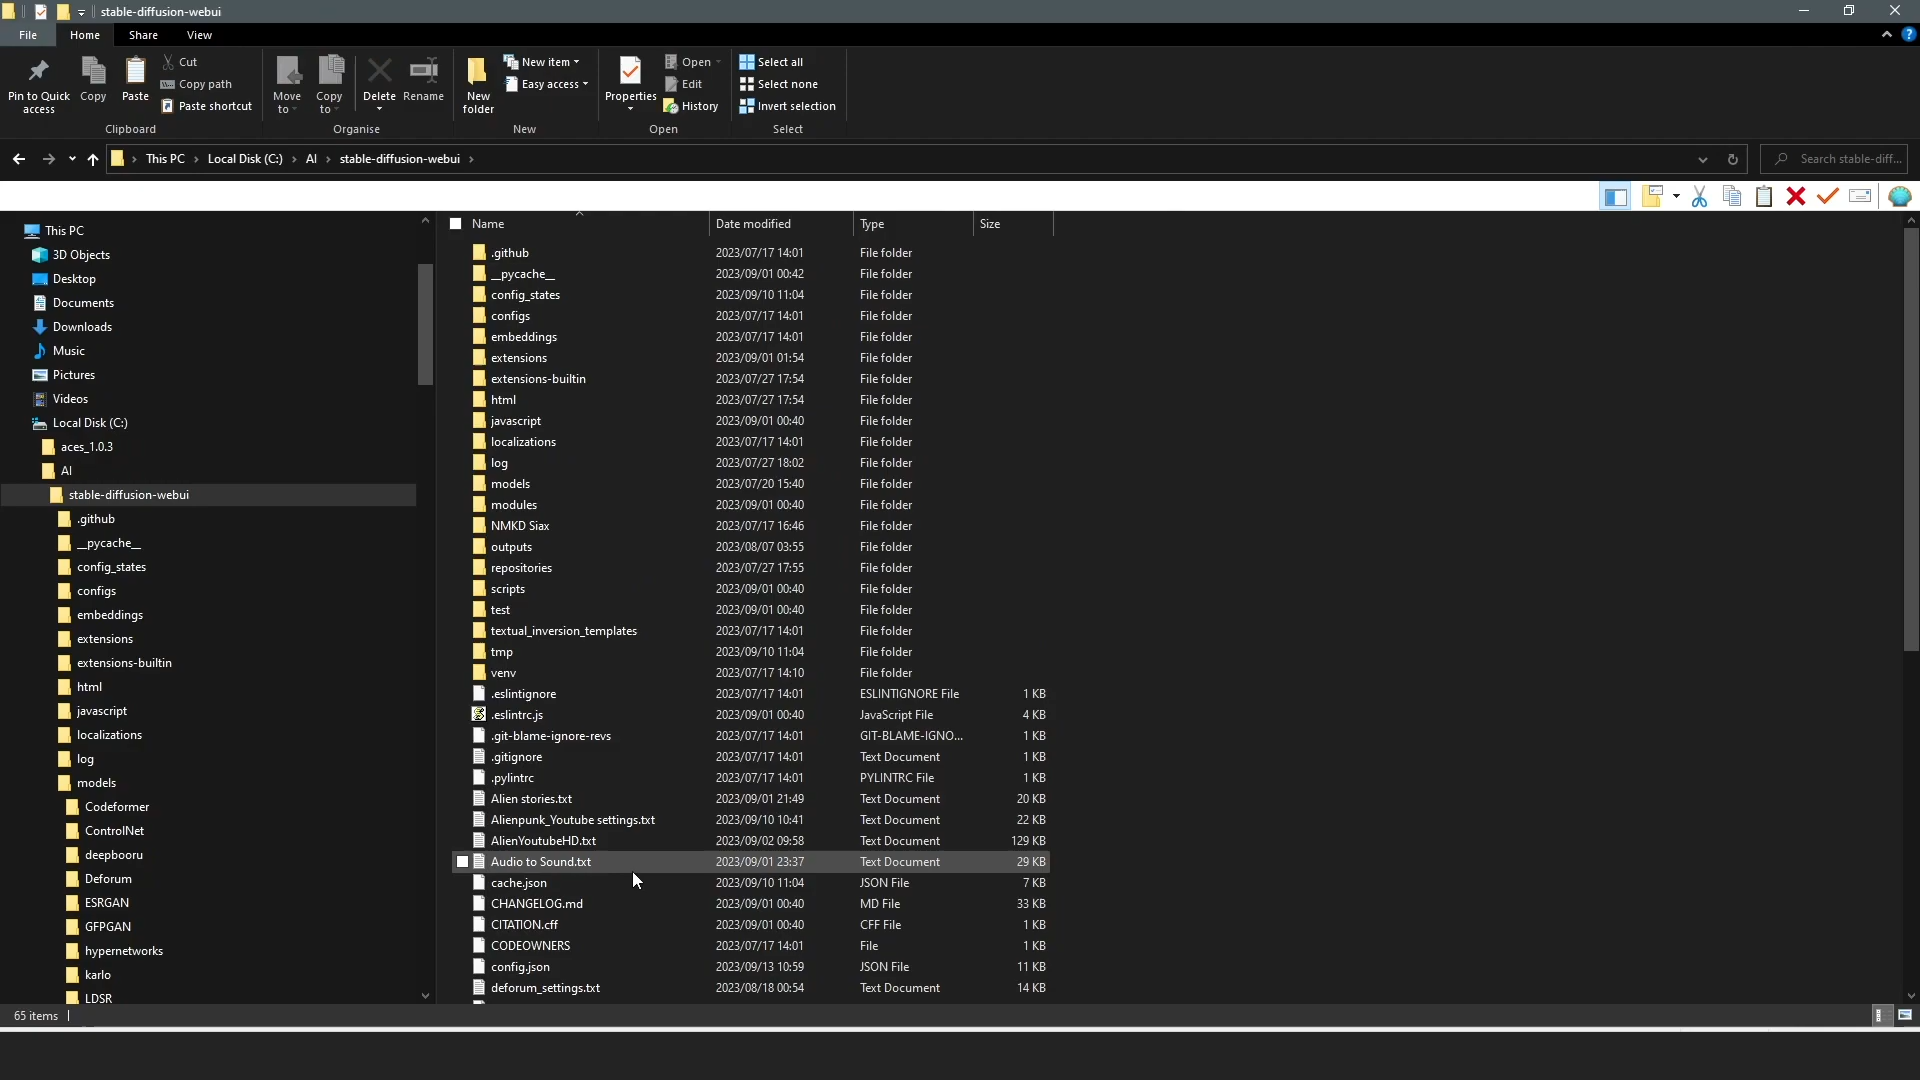 stable-diffusion-webui
File Home Share View
Pin to Quick access
Copy
Paste
Cut
Copy path
Paste shortcut
Clipboard
Move to
Copy to
Delete
Rename
Organise
New folder
New item
Easy access
New
Properties
Open
Edit
History
Open
Select all
Select none
Invert selection
Select
This PC > Local Disk (C:) > AI > stable-diffusion-webui >
Search stable-diff...
This PC
3D Objects
Desktop
Documents
Downloads
Music
Pictures
Videos
Local Disk (C:)
aces_1.0.3
AI
stable-diffusion-webui
.github
__pycache__
config_states
configs
embeddings
extensions
extensions-builtin
html
javascript
localizations
log
models
Codeformer
ControlNet
deepbooru
Deforum
ESRGAN
GFPGAN
hypernetworks
karlo
LDSR
Name Date modified Type Size
.github 2023/07/17 14:01 File folder
__pycache__ 2023/09/01 00:42 File folder
config_states 2023/09/10 11:04 File folder
configs 2023/07/17 14:01 File folder
embeddings 2023/07/17 14:01 File folder
extensions 2023/09/01 01:54 File folder
extensions-builtin 2023/07/27 17:54 File folder
html 2023/07/27 17:54 File folder
javascript 2023/09/01 00:40 File folder
localizations 2023/07/17 14:01 File folder
log 2023/07/27 18:02 File folder
models 2023/07/20 15:40 File folder
modules 2023/09/01 00:40 File folder
NMKD Siax 2023/07/17 16:46 File folder
outputs 2023/08/07 03:55 File folder
repositories 2023/07/27 17:55 File folder
scripts 2023/09/01 00:40 File folder
test 2023/09/01 00:40 File folder
textual_inversion_templates 2023/07/17 14:01 File folder
tmp 2023/09/10 11:04 File folder
venv 2023/07/17 14:10 File folder
.eslintignore 2023/07/17 14:01 ESLINTIGNORE File 1 KB
.eslintrc.js 2023/09/01 00:40 JavaScript File 4 KB
.git-blame-ignore-revs 2023/07/17 14:01 GIT-BLAME-IGNO... 1 KB
.gitignore 2023/07/17 14:01 Text Document 1 KB
.pylintrc 2023/07/17 14:01 PYLINTRC File 1 KB
Alien stories.txt 2023/09/01 21:49 Text Document 20 KB
Alienpunk_Youtube settings.txt 2023/09/10 10:41 Text Document 22 KB
AlienYoutubeHD.txt 2023/09/02 09:58 Text Document 129 KB
Audio to Sound.txt 2023/09/01 23:37 Text Document 29 KB
cache.json 2023/09/10 11:04 JSON File 7 KB
CHANGELOG.md 2023/09/01 00:40 MD File 33 KB
CITATION.cff 2023/09/01 00:40 CFF File 1 KB
CODEOWNERS 2023/07/17 14:01 File 1 KB
config.json 2023/09/13 10:59 JSON File 11 KB
deforum_settings.txt 2023/08/18 00:54 Text Document 14 KB
65 items